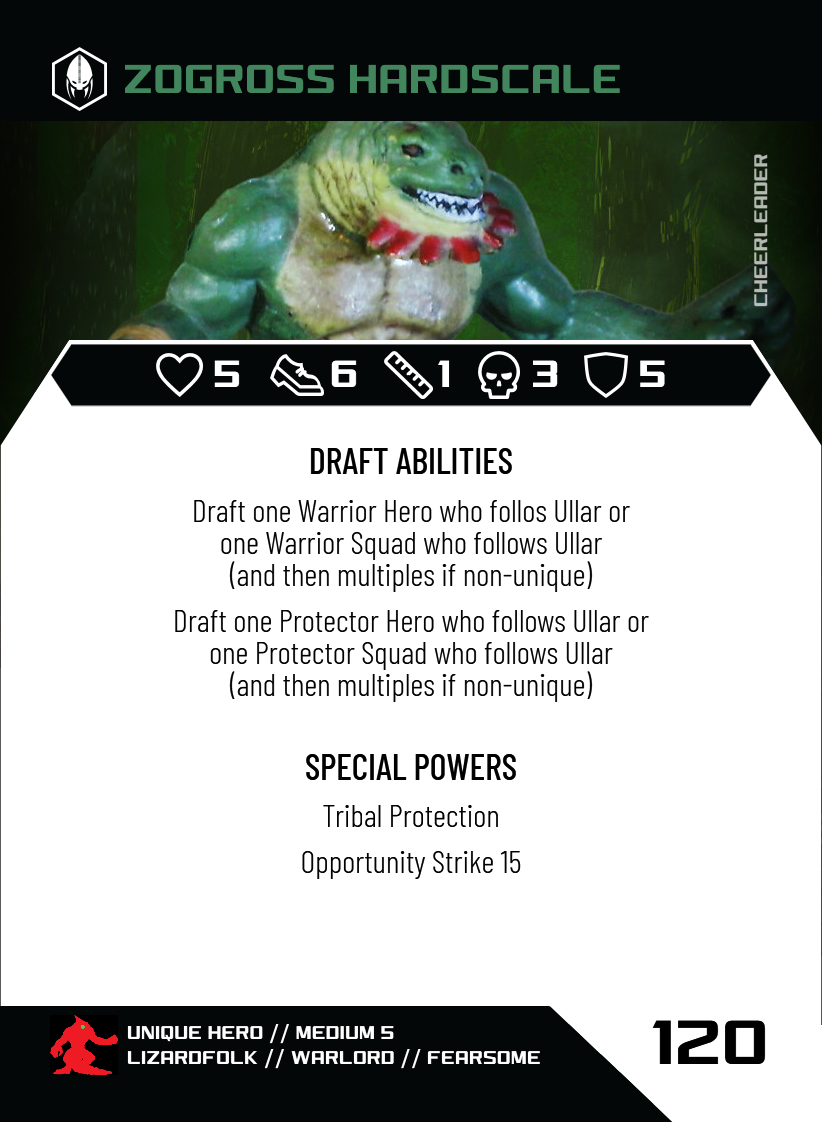 ZOGROSS HARDSCALE
CHEERLEADER
5 6 1 3 5
DRAFT ABILITIES
Draft one Warrior Hero who follos Ullar or
one Warrior Squad who follows Ullar
(and then multiples if non-unique)
Draft one Protector Hero who follows Ullar or
one Protector Squad who follows Ullar
(and then multiples if non-unique)
SPECIAL POWERS
Tribal Protection
Opportunity Strike 15
UNIQUE HERO // MEDIUM 5
LIZARDFOLK // WARLORD // FEARSOME
120